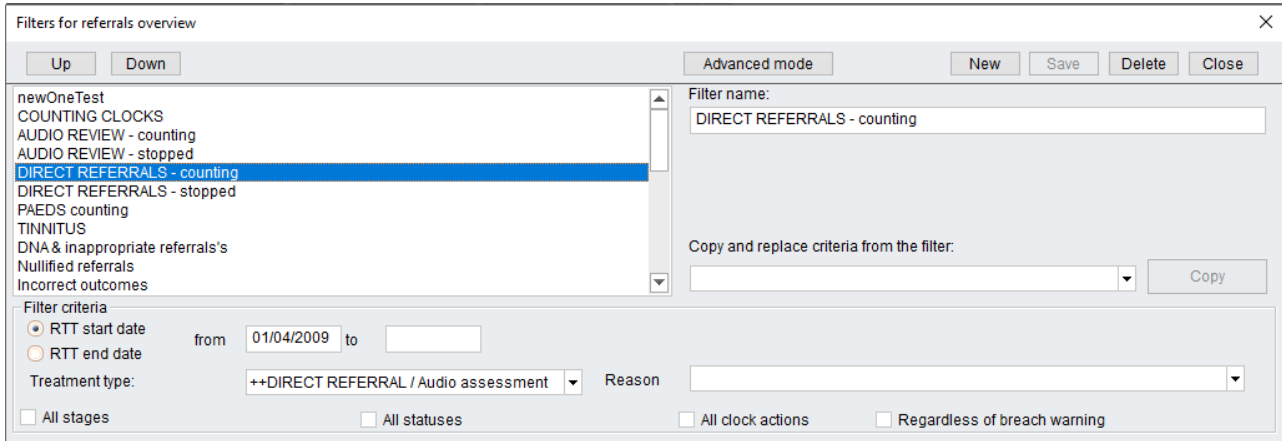 Filters for referrals overview
Up Down Advanced mode New Save Delete Close
newOneTest
COUNTING CLOCKS
AUDIO REVIEW - counting
AUDIO REVIEW - stopped
DIRECT REFERRALS - counting
DIRECT REFERRALS - stopped
PAEDS counting
TINNITUS
DNA & inappropriate referrals's
Nullified referrals
Incorrect outcomes
Filter name:
DIRECT REFERRALS - counting
Copy and replace criteria from the filter:
Copy
Filter criteria
RTT start date
RTT end date
from 01/04/2009 to
Treatment type: ++DIRECT REFERRAL / Audio assessment Reason
All stages All statuses All clock actions Regardless of breach warning